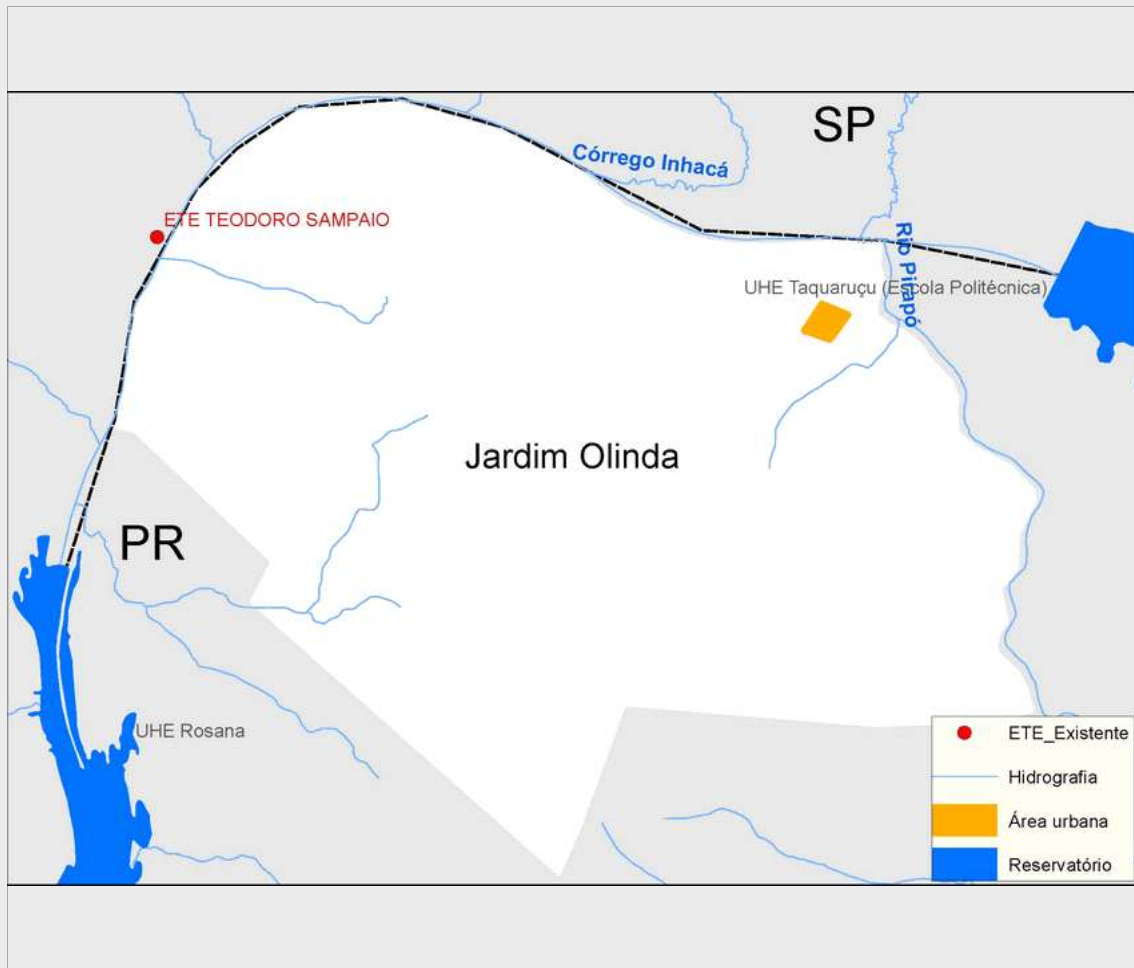 SP
Córrego Inhacá
ETE TEODORO SAMPAIO
Rio Pirapó
UHE Taquaruçu (Escola Politécnica)
Jardim Olinda
PR
UHE Rosana
ETE_Existente
Hidrografia
Área urbana
Reservatório